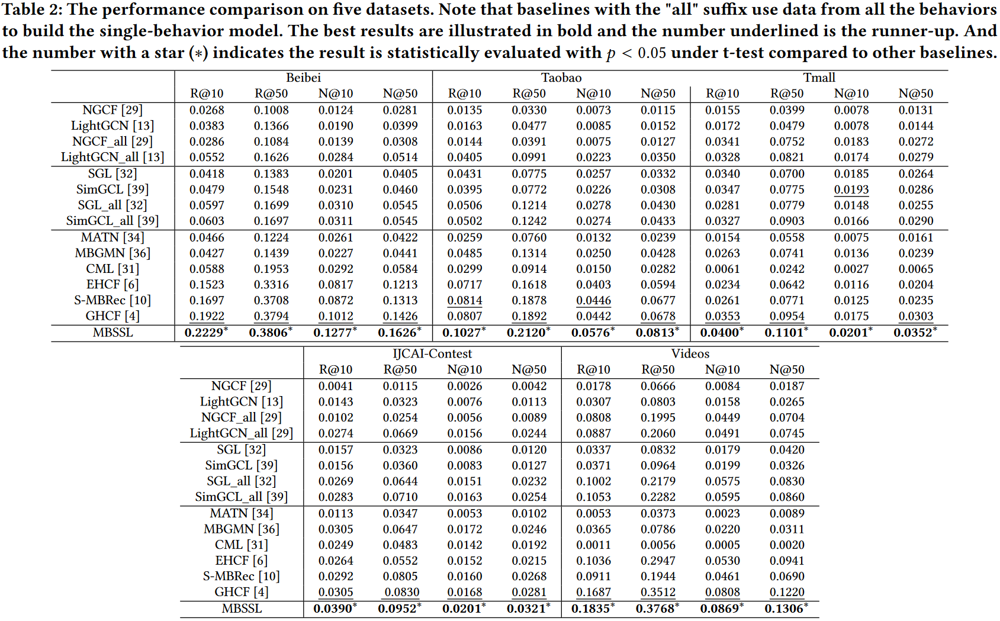 Table 2: The performance comparison on five datasets. Note that baselines with the "all" suffix use data from all the behaviors
to build the single-behavior model. The best results are illustrated in bold and the number underlined is the runner-up. And
the number with a star (∗) indicates the result is statistically evaluated with p < 0.05 under t-test compared to other baselines.
Beibei Taobao Tmall
R@10 R@50 N@10 N@50 R@10 R@50 N@10 N@50 R@10 R@50 N@10 N@50
NGCF [29] 0.0268 0.1008 0.0124 0.0281 0.0135 0.0330 0.0073 0.0115 0.0155 0.0399 0.0078 0.0131
LightGCN [13] 0.0383 0.1366 0.0190 0.0399 0.0163 0.0477 0.0085 0.0152 0.0172 0.0479 0.0078 0.0144
NGCF_all [29] 0.0286 0.1084 0.0139 0.0308 0.0144 0.0391 0.0075 0.0127 0.0341 0.0752 0.0183 0.0272
LightGCN_all [13] 0.0552 0.1626 0.0284 0.0514 0.0405 0.0991 0.0223 0.0350 0.0328 0.0821 0.0174 0.0279
SGL [32] 0.0418 0.1383 0.0201 0.0405 0.0431 0.0775 0.0257 0.0332 0.0340 0.0700 0.0185 0.0264
SimGCL [39] 0.0479 0.1548 0.0231 0.0460 0.0395 0.0772 0.0226 0.0308 0.0347 0.0775 0.0193 0.0286
SGL_all [32] 0.0597 0.1699 0.0310 0.0545 0.0506 0.1214 0.0278 0.0430 0.0281 0.0779 0.0148 0.0255
SimGCL_all [39] 0.0603 0.1697 0.0311 0.0545 0.0502 0.1242 0.0274 0.0433 0.0327 0.0903 0.0166 0.0290
MATN [34] 0.0466 0.1224 0.0261 0.0422 0.0259 0.0760 0.0132 0.0239 0.0154 0.0558 0.0075 0.0161
MBGMN [36] 0.0427 0.1439 0.0227 0.0441 0.0485 0.1314 0.0250 0.0428 0.0263 0.0741 0.0136 0.0239
CML [31] 0.0588 0.1953 0.0292 0.0584 0.0299 0.0914 0.0150 0.0282 0.0061 0.0242 0.0027 0.0065
EHCF [6] 0.1523 0.3316 0.0817 0.1213 0.0717 0.1618 0.0403 0.0594 0.0234 0.0642 0.0116 0.0204
S-MBRec [10] 0.1697 0.3708 0.0872 0.1313 0.0814 0.1878 0.0446 0.0677 0.0261 0.0771 0.0125 0.0235
GHCF [4] 0.1922 0.3794 0.1012 0.1426 0.0807 0.1892 0.0442 0.0678 0.0353 0.0954 0.0175 0.0303
MBSSL 0.2229* 0.3806* 0.1277* 0.1626* 0.1027* 0.2120* 0.0576* 0.0813* 0.0400* 0.1101* 0.0201* 0.0352*
IJCAI-Contest Videos
R@10 R@50 N@10 N@50 R@10 R@50 N@10 N@50
NGCF [29] 0.0041 0.0115 0.0026 0.0042 0.0178 0.0666 0.0084 0.0187
LightGCN [13] 0.0143 0.0323 0.0076 0.0113 0.0307 0.0803 0.0158 0.0265
NGCF_all [29] 0.0102 0.0254 0.0056 0.0089 0.0808 0.1995 0.0449 0.0704
LightGCN_all [29] 0.0274 0.0669 0.0156 0.0244 0.0887 0.2060 0.0491 0.0745
SGL [32] 0.0157 0.0323 0.0086 0.0120 0.0337 0.0832 0.0179 0.0420
SimGCL [39] 0.0156 0.0360 0.0083 0.0127 0.0371 0.0964 0.0199 0.0326
SGL_all [32] 0.0269 0.0644 0.0151 0.0232 0.1002 0.2179 0.0575 0.0830
SimGCL_all [39] 0.0283 0.0710 0.0163 0.0254 0.1053 0.2282 0.0595 0.0860
MATN [34] 0.0113 0.0347 0.0053 0.0102 0.0053 0.0373 0.0023 0.0089
MBGMN [36] 0.0305 0.0647 0.0172 0.0246 0.0365 0.0786 0.0220 0.0311
CML [31] 0.0249 0.0483 0.0142 0.0192 0.0011 0.0056 0.0005 0.0020
EHCF [6] 0.0264 0.0552 0.0152 0.0215 0.1036 0.2947 0.0530 0.0941
S-MBRec [10] 0.0292 0.0805 0.0160 0.0268 0.0911 0.1944 0.0461 0.0690
GHCF [4] 0.0305 0.0830 0.0168 0.0281 0.1687 0.3512 0.0808 0.1220
MBSSL 0.0390* 0.0952* 0.0201* 0.0321* 0.1835* 0.3768* 0.0869* 0.1306*